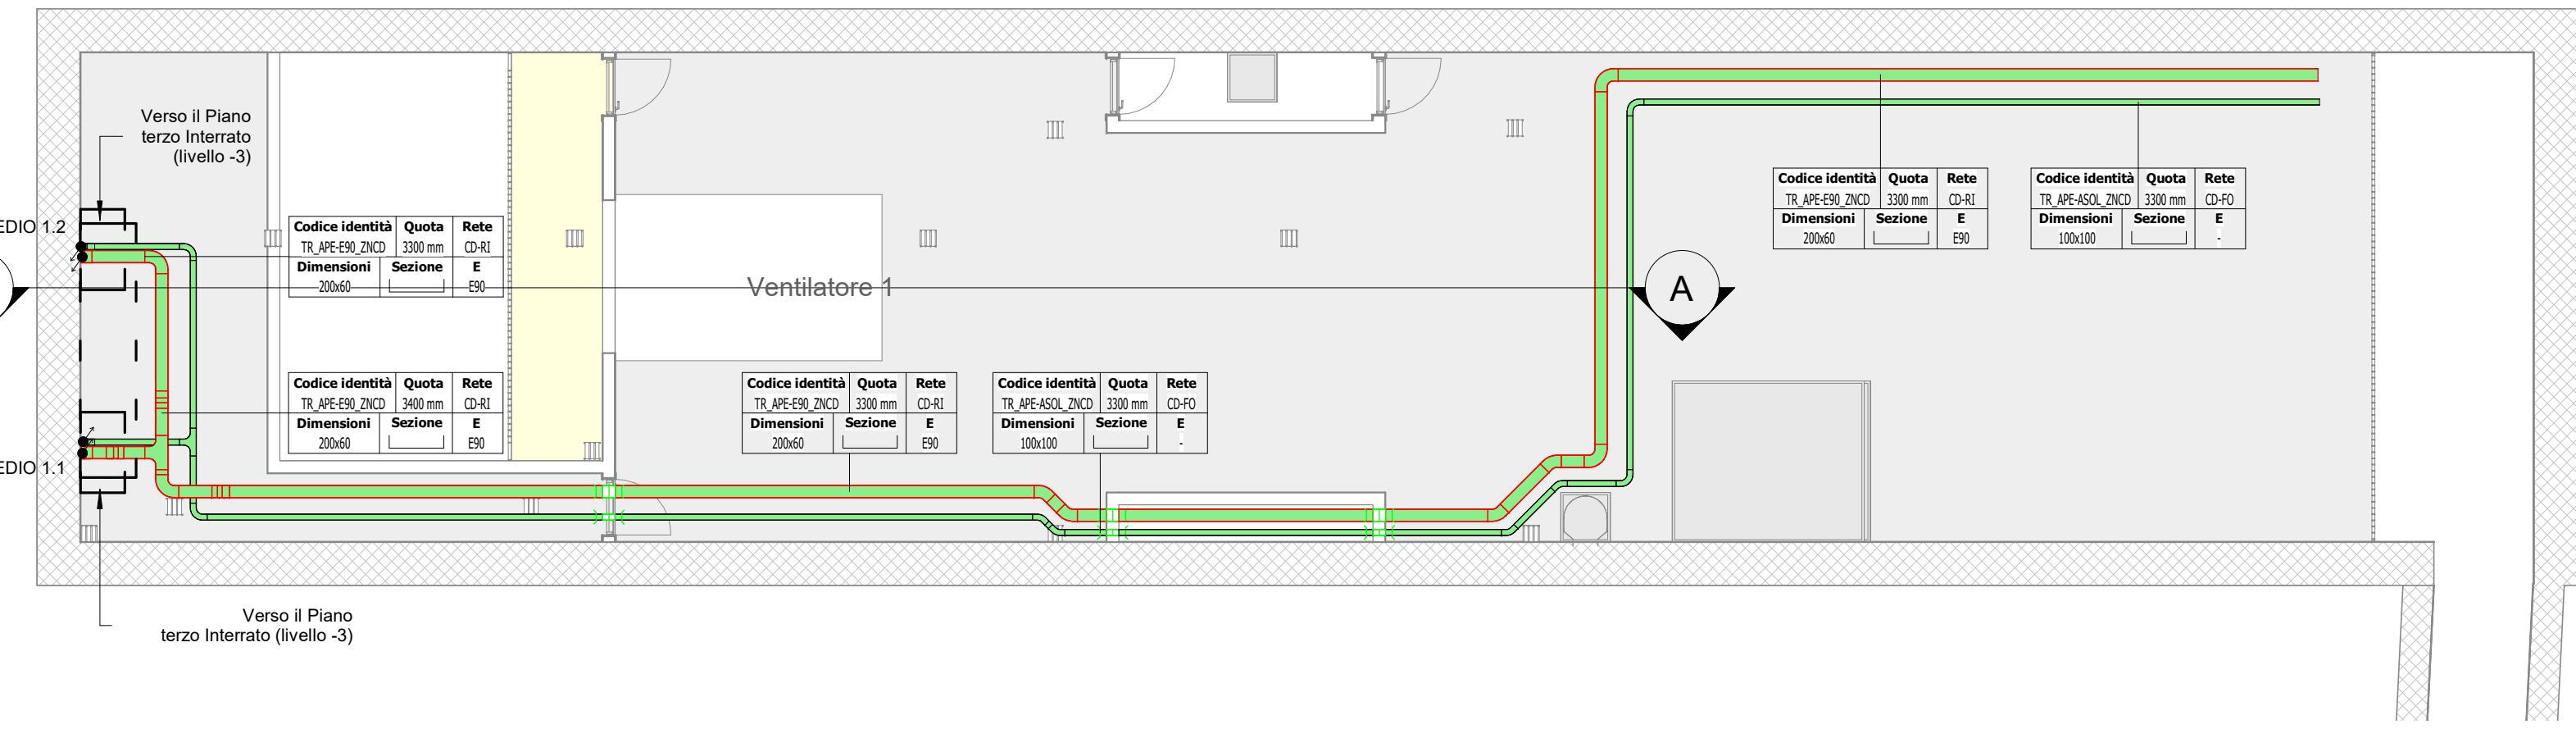 Verso il Piano
terzo Interrato
(livello -3)
EDIO 1.2
Codice identità Quota Rete
TR_APE-E90_ZNCD 3300 mm CD-RI
Dimensioni Sezione E
200x60 E90
Codice identità Quota Rete
TR_APE-E90_ZNCD 3400 mm CD-RI
Dimensioni Sezione E
200x60 E90
EDIO 1.1
Verso il Piano
terzo Interrato (livello -3)
Ventilatore 1
Codice identità Quota Rete
TR_APE-E90_ZNCD 3300 mm CD-RI
Dimensioni Sezione E
200x60 E90
Codice identità Quota Rete
TR_APE-ASOL_ZNCD 3300 mm CD-FO
Dimensioni Sezione E
100x100 -
A
Codice identità Quota Rete
TR_APE-E90_ZNCD 3300 mm CD-RI
Dimensioni Sezione E
200x60 E90
Codice identità Quota Rete
TR_APE-ASOL_ZNCD 3300 mm CD-FO
Dimensioni Sezione E
100x100 -